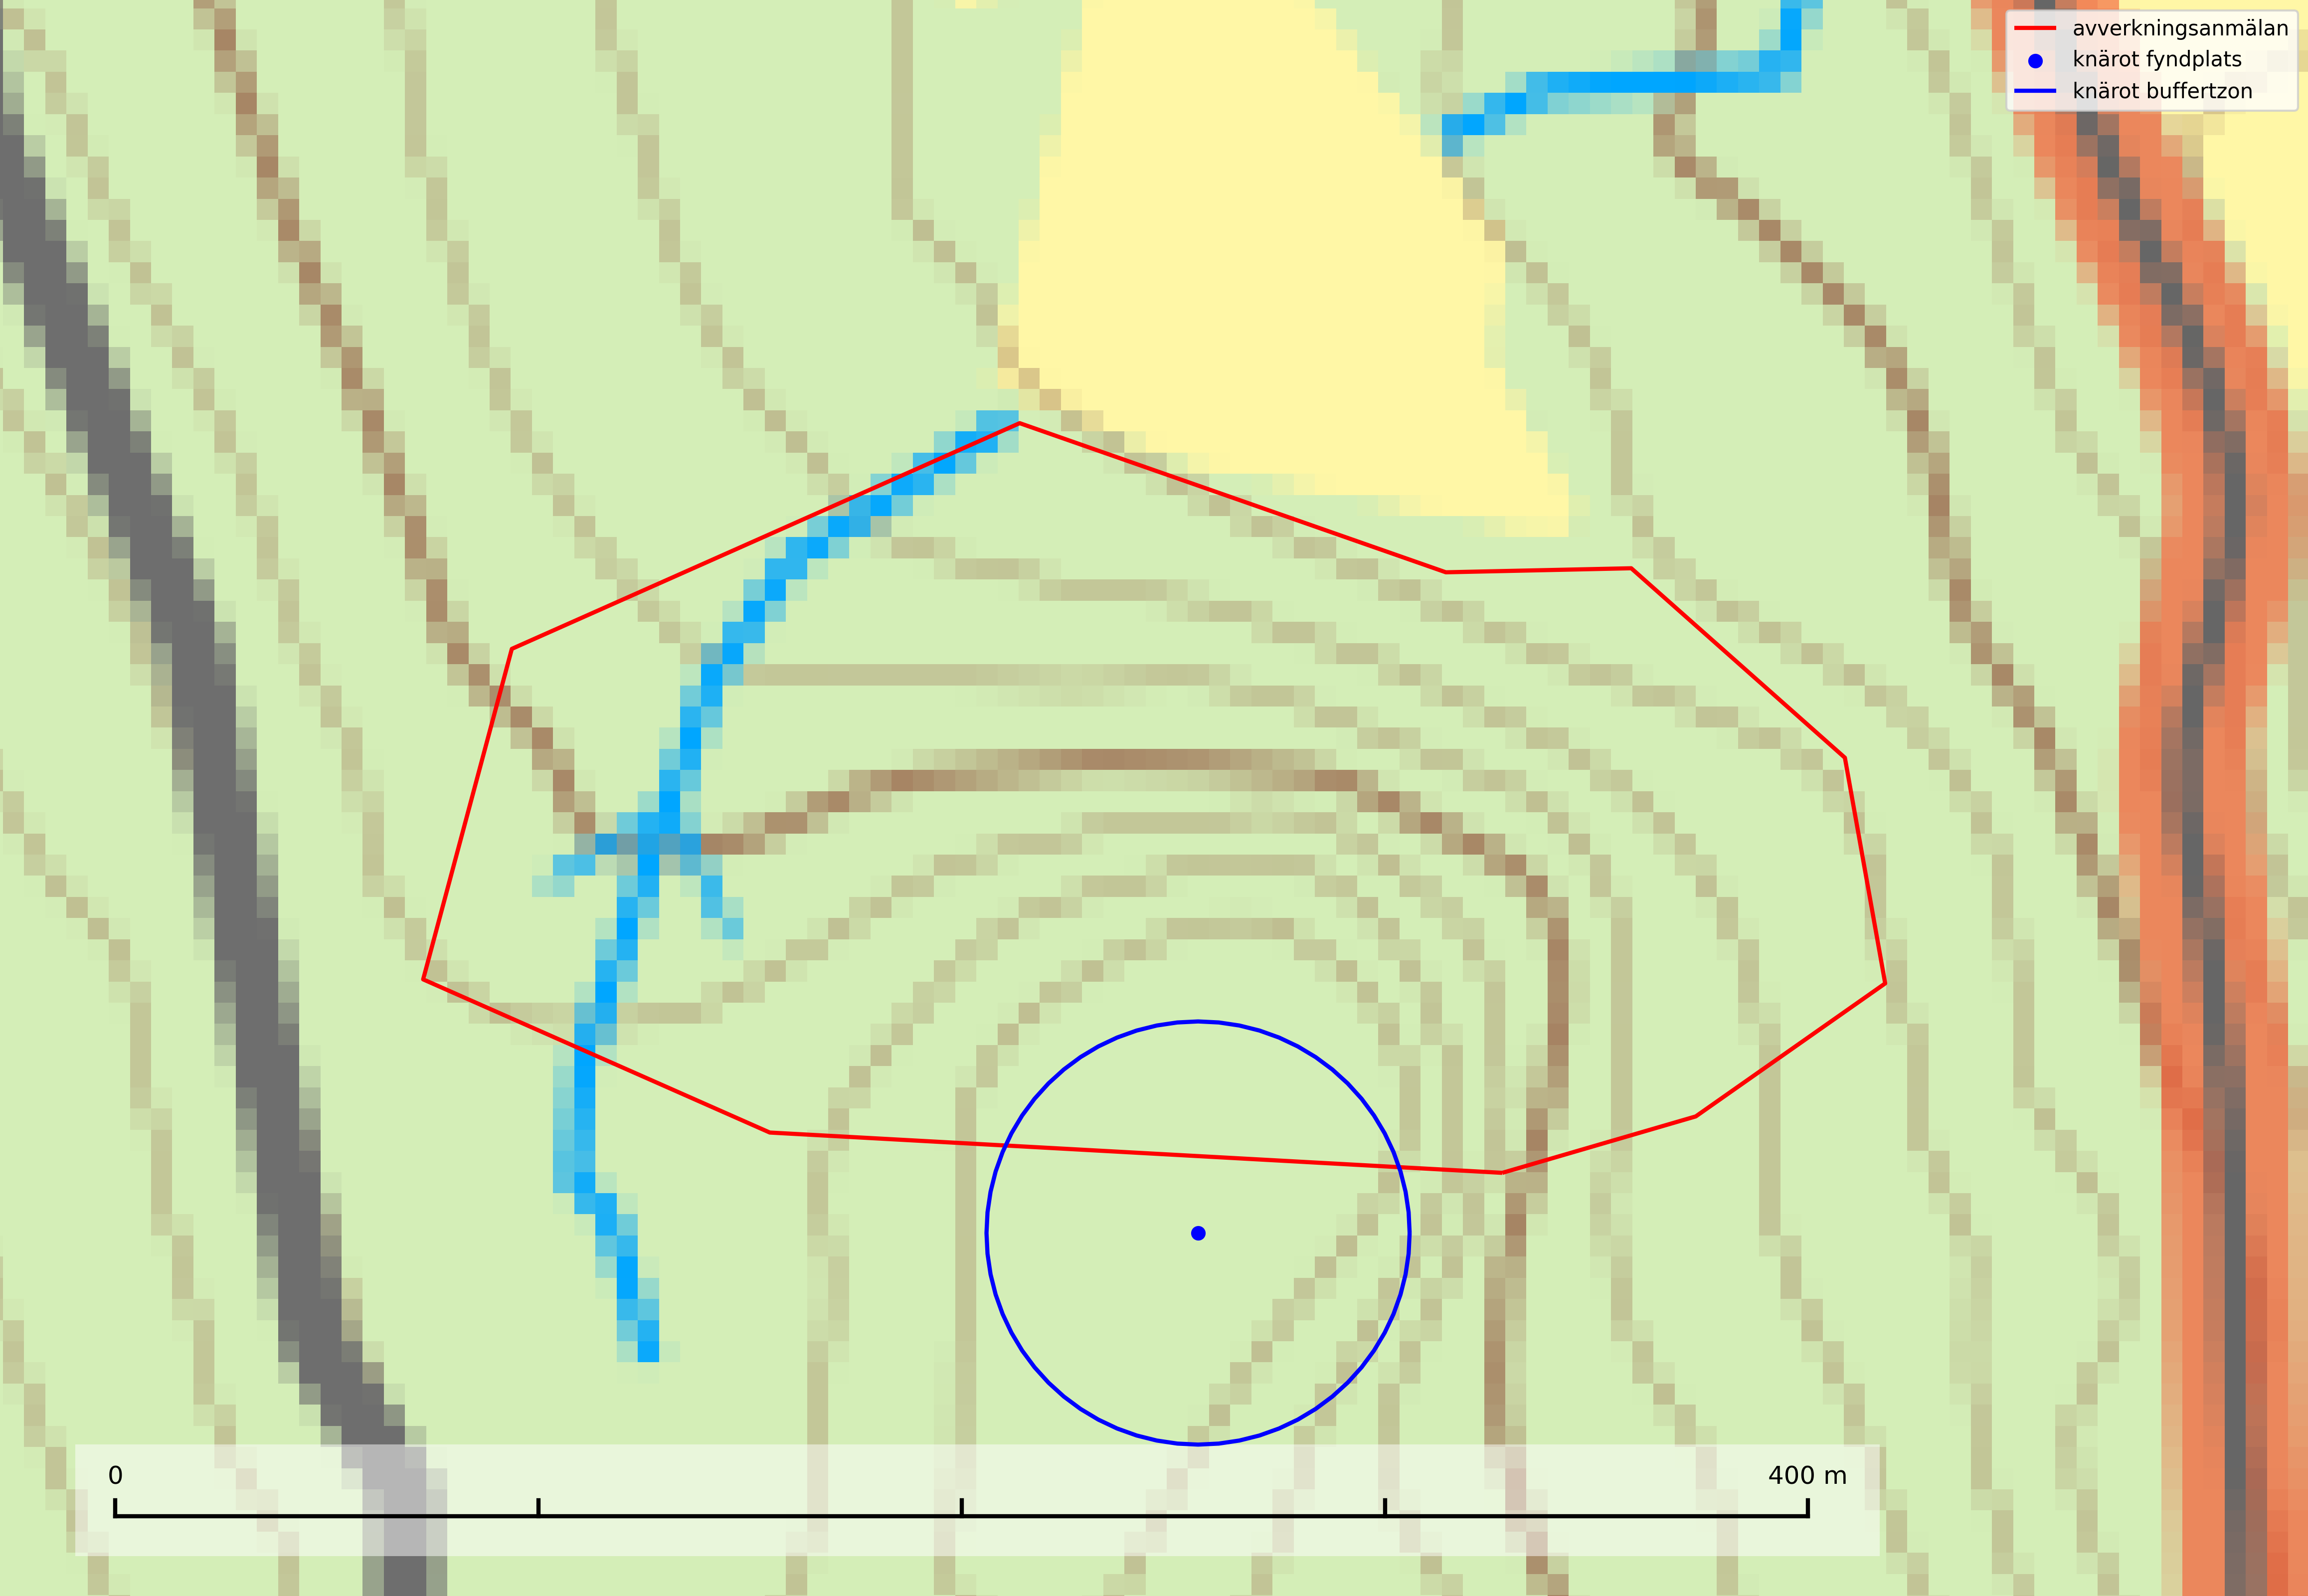 avverkningsanmälan
knärot fyndplats
knärot buffertzon
0 400 m